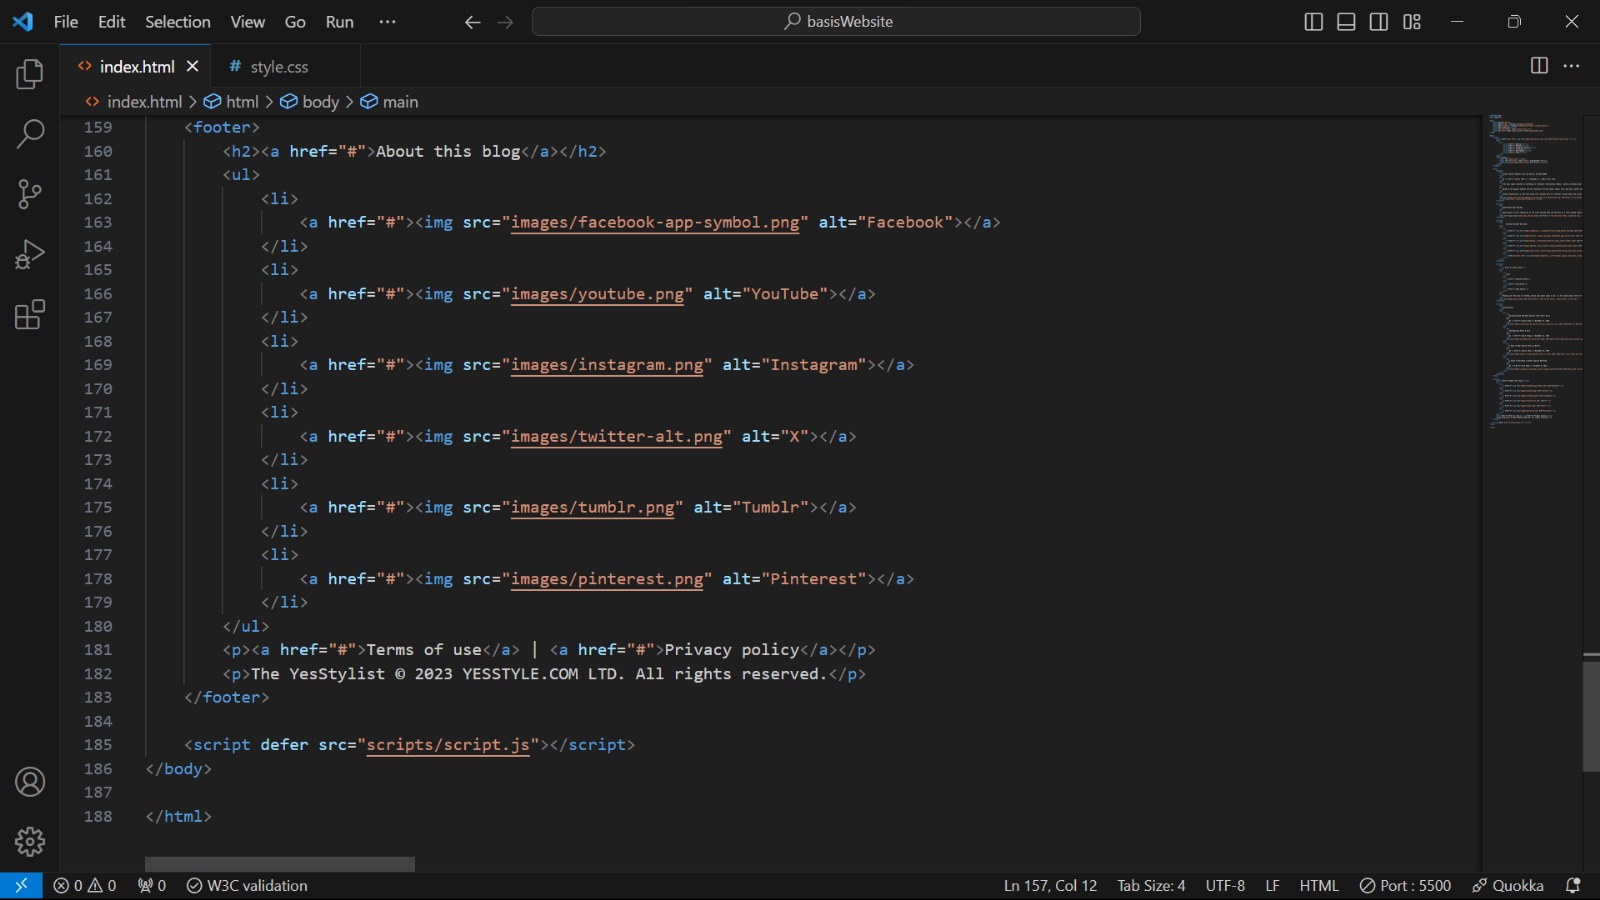 File Edit Selection View Go Run ··· basisWebsite
index.html style.css
index.html > html > body > main
159 <footer>
160 <h2><a href="#">About this blog</a></h2>
161 <ul>
162 <li>
163 <a href="#"><img src="images/facebook-app-symbol.png" alt="Facebook"></a>
164 </li>
165 <li>
166 <a href="#"><img src="images/youtube.png" alt="YouTube"></a>
167 </li>
168 <li>
169 <a href="#"><img src="images/instagram.png" alt="Instagram"></a>
170 </li>
171 <li>
172 <a href="#"><img src="images/twitter-alt.png" alt="X"></a>
173 </li>
174 <li>
175 <a href="#"><img src="images/tumblr.png" alt="Tumblr"></a>
176 </li>
177 <li>
178 <a href="#"><img src="images/pinterest.png" alt="Pinterest"></a>
179 </li>
180 </ul>
181 <p><a href="#">Terms of use</a> | <a href="#">Privacy policy</a></p>
182 <p>The YesStylist © 2023 YESSTYLE.COM LTD. All rights reserved.</p>
183 </footer>
184
185 <script defer src="scripts/script.js"></script>
186 </body>
187
188 </html>
0 0 0 W3C validation Ln 157, Col 12 Tab Size: 4 UTF-8 LF HTML Port : 5500 Quokka